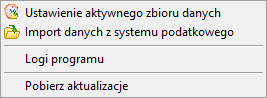 Ustawienie aktywnego zbioru danych
Import danych z systemu podatkowego
Logi programu
Pobierz aktualizacje